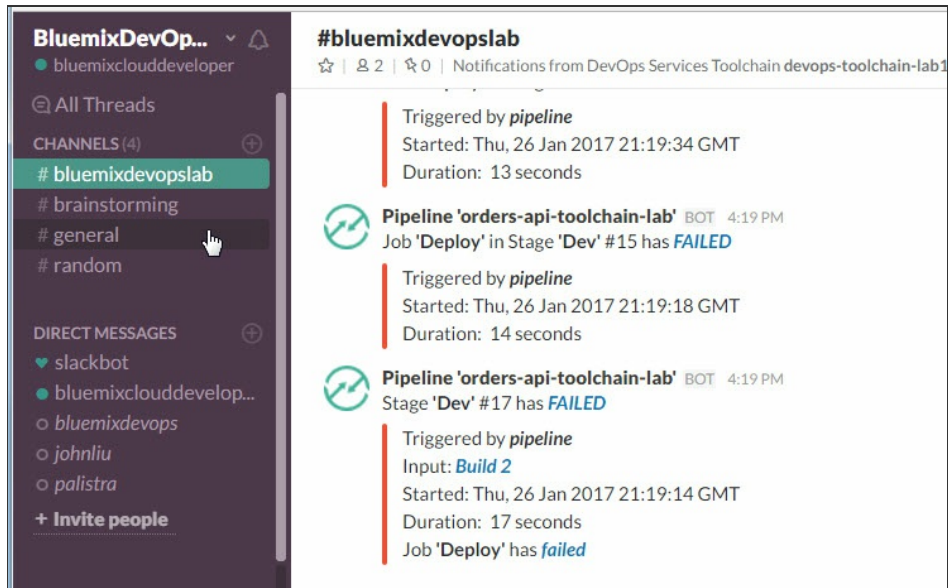 BluemixDevOp...
bluemixclouddeveloper
All Threads
CHANNELS (4)
# bluemixdevopslab
# brainstorming
# general
# random
DIRECT MESSAGES
slackbot
bluemixclouddevelop...
bluemixdevops
johnliu
palistra
+ Invite people
#bluemixdevopslab
2 | 0 | Notifications from DevOps Services Toolchain devops-toolchain-lab1
Triggered by pipeline
Started: Thu, 26 Jan 2017 21:19:34 GMT
Duration: 13 seconds
Pipeline 'orders-api-toolchain-lab' BOT 4:19 PM
Job 'Deploy' in Stage 'Dev' #15 has FAILED
Triggered by pipeline
Started: Thu, 26 Jan 2017 21:19:18 GMT
Duration: 14 seconds
Pipeline 'orders-api-toolchain-lab' BOT 4:19 PM
Stage 'Dev' #17 has FAILED
Triggered by pipeline
Input: Build 2
Started: Thu, 26 Jan 2017 21:19:14 GMT
Duration: 17 seconds
Job 'Deploy' has failed